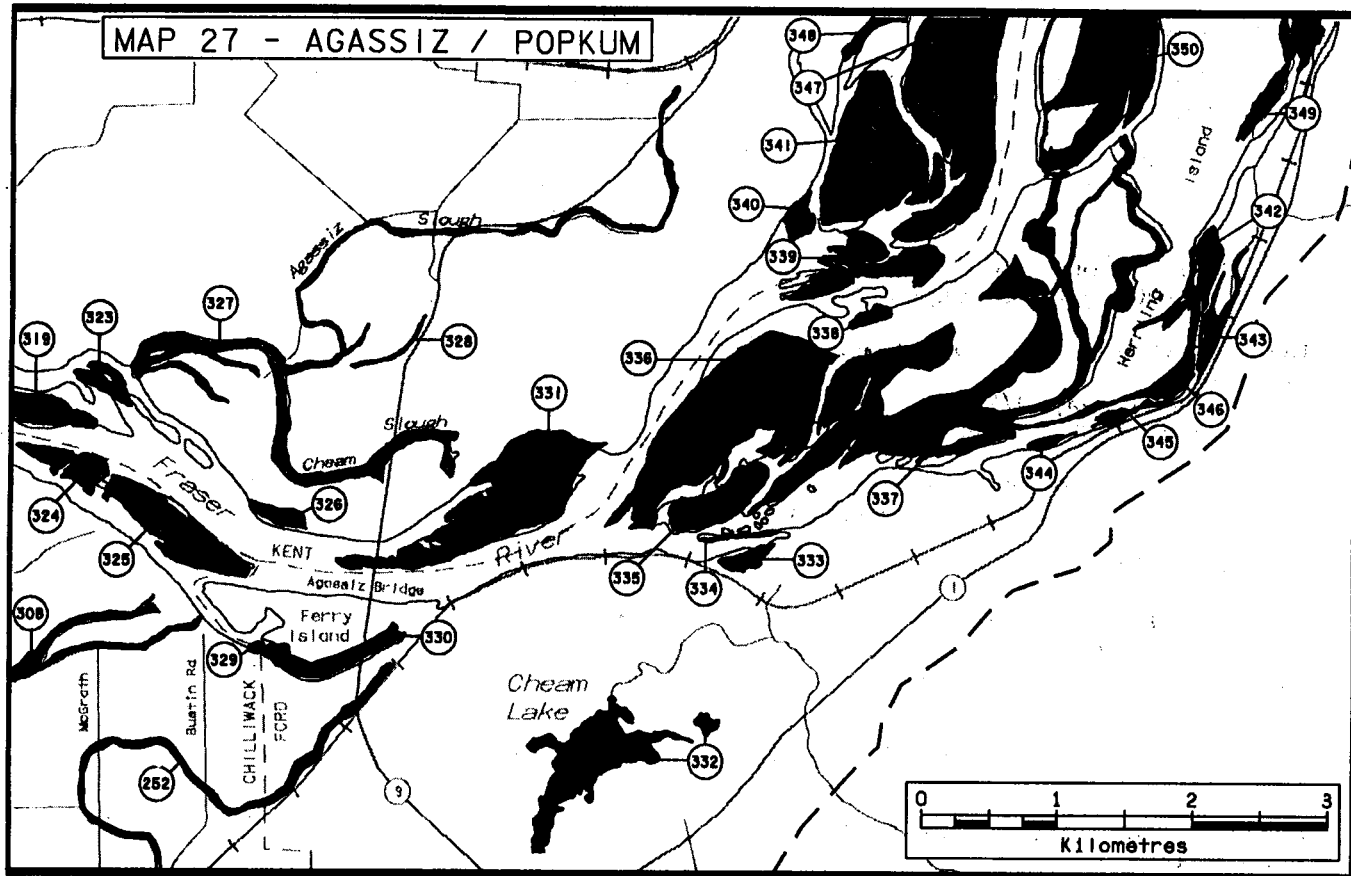 MAP 27 - AGASSIZ / POPKUM
348
350
347
349
341
Island
340
342
Slough
Agassiz
339
327
323
338
328
319
336
343
Herring
331
346
Slough
345
Cheam
344
Fraser
337
324
326
325
KENT
River
335
334
333
Agassiz Bridge
1
308
Ferry
Island
330
329
Cheam
Lake
McGrath
Bustin Rd
CHILLIWACK
FCRD
332
252
9
0 1 2 3
Kilometres